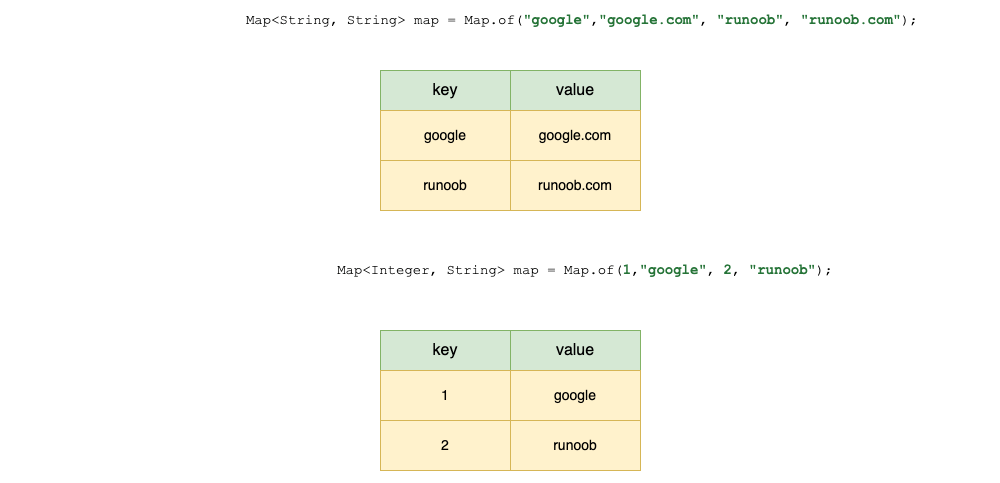 Map<String, String> map = Map.of("google","google.com", "runoob", "runoob.com");
key value
google google.com
runoob runoob.com
Map<Integer, String> map = Map.of(1,"google", 2, "runoob");
key value
1 google
2 runoob